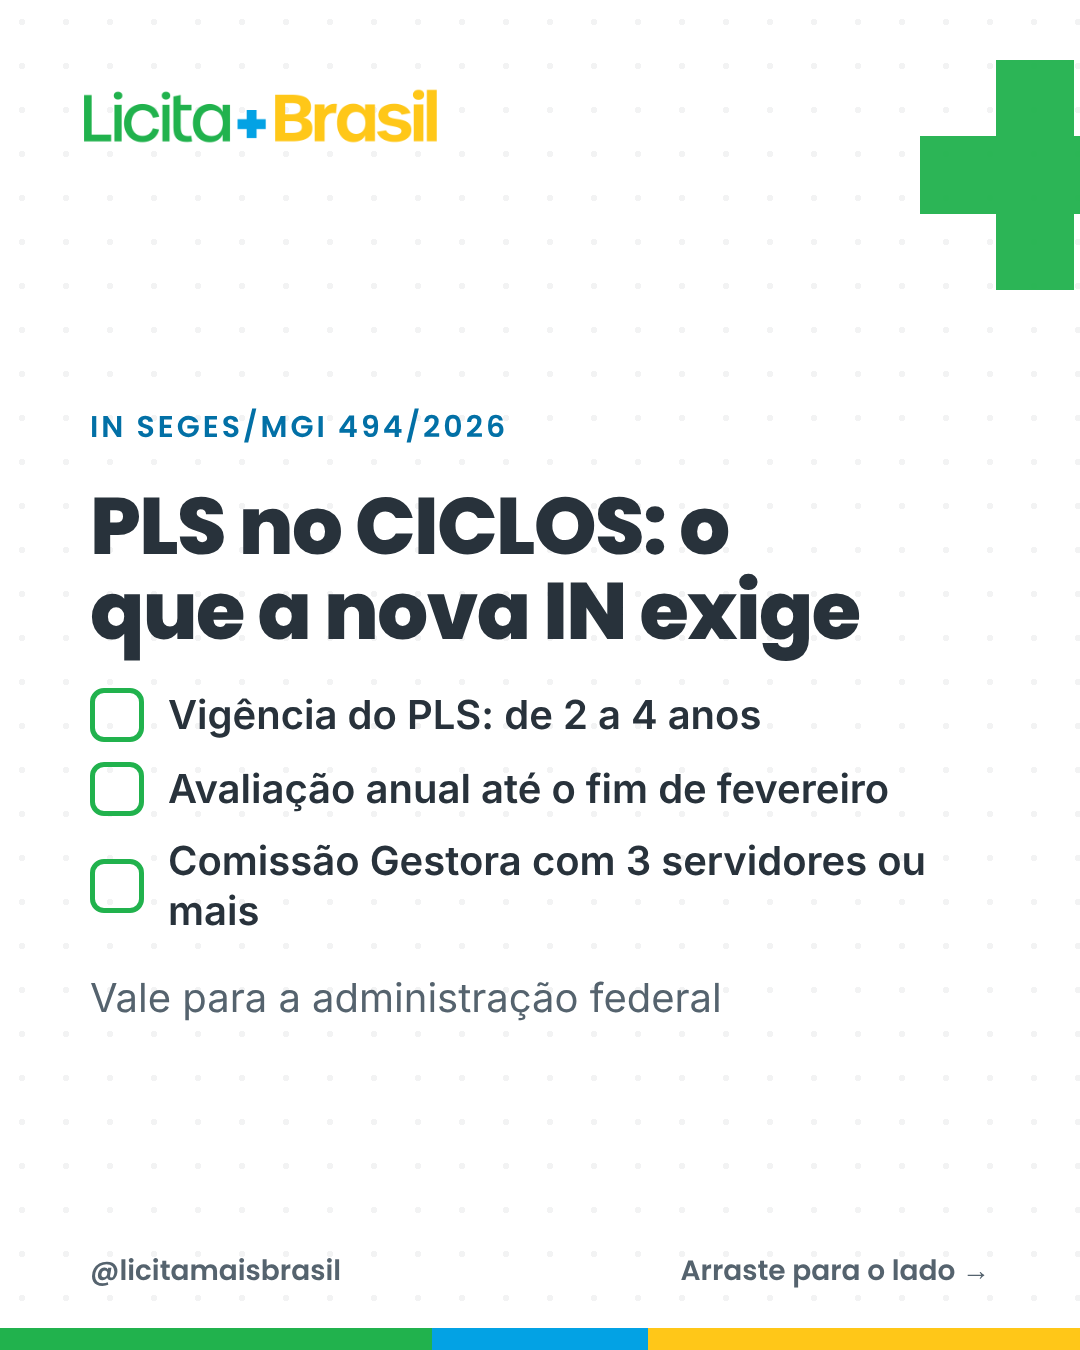 Licita+Brasil
IN SEGES/MGI 494/2026
PLS no CICLOS: o
que a nova IN exige
Vigência do PLS: de 2 a 4 anos
Avaliação anual até o fim de fevereiro
Comissão Gestora com 3 servidores ou
mais
Vale para a administração federal
@licitamaisbrasil
Arraste para o lado →